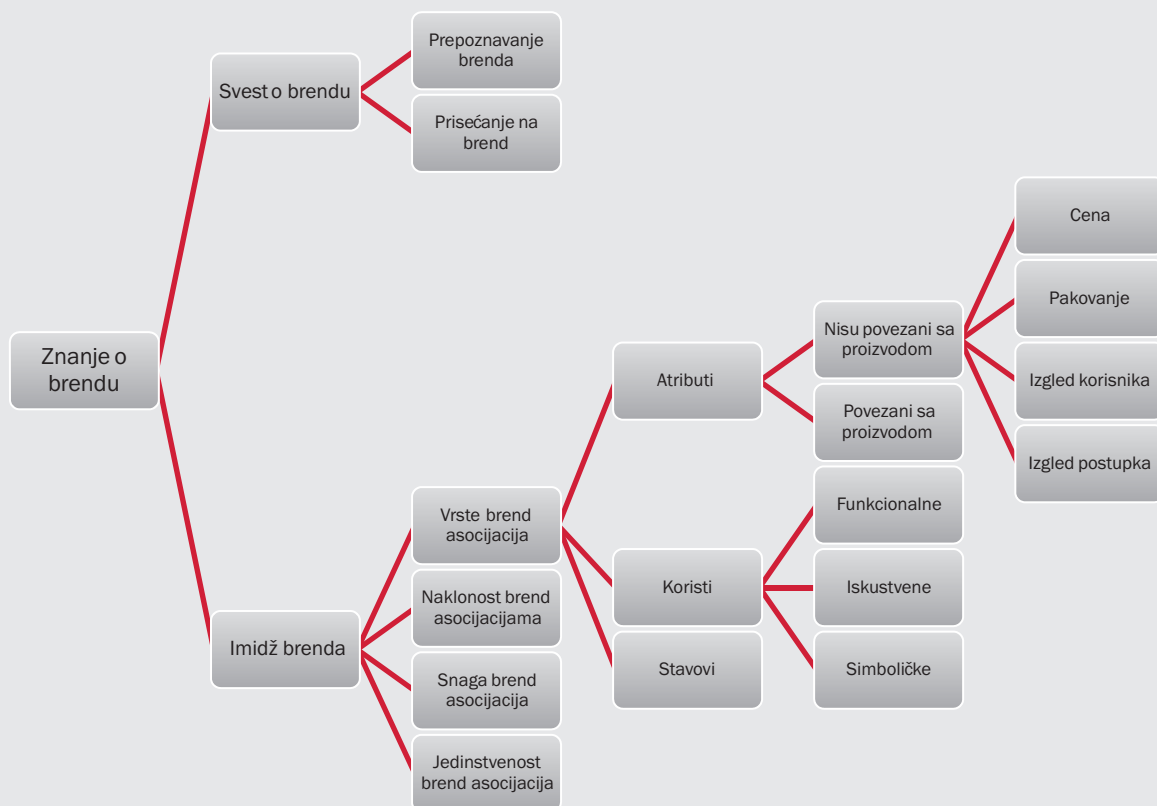 Prepoznavanje
brenda
Svest o brendu
Prisećanje na
brend
Cena
Pakovanje
Nisu povezani sa
proizvodom
Znanje o
brendu
Atributi
Izgled korisnika
Povezani sa
proizvodom
Izgled postupka
Vrste brend
asocijacija
Funkcionalne
Koristi
Iskustvene
Naklonost brend
asocijacijama
Imidž brenda
Stavovi
Simboličke
Snaga brend
asocijacija
Jedinstvenost
brend asocijacija